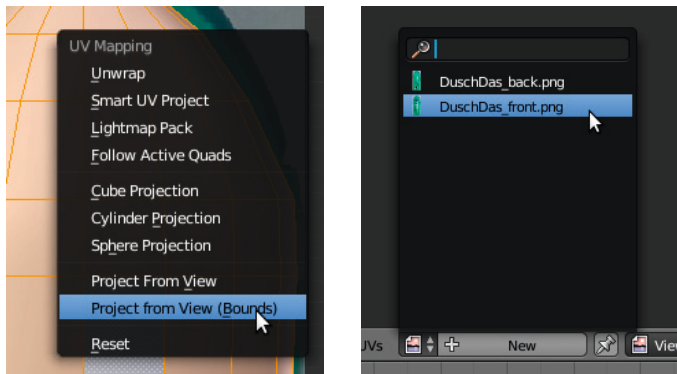 UV Mapping
Unwrap
Smart UV Project
Lightmap Pack
Follow Active Quads
Cube Projection
Cylinder Projection
Sphere Projection
Project From View
Project from View (Bounds)
Reset
DuschDas_back.png
DuschDas_front.png
UVs
New
Vie